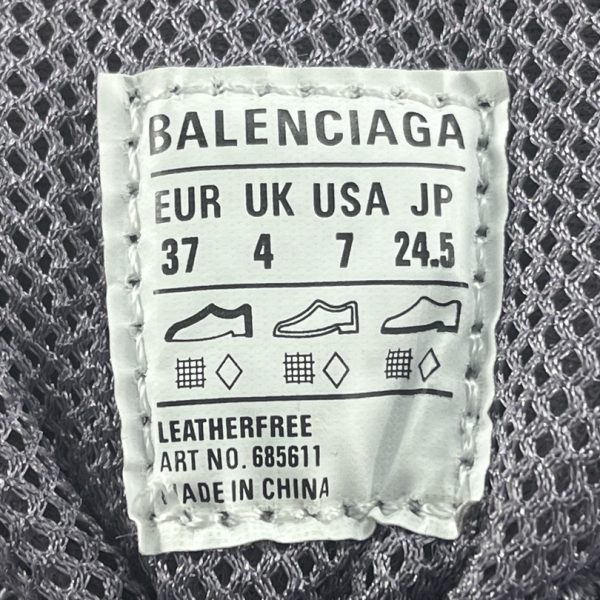 BALENCIAGA
EUR UK USA JP
37 4 7 24.5
LEATHERFREE
ART NO. 685611
MADE IN CHINA